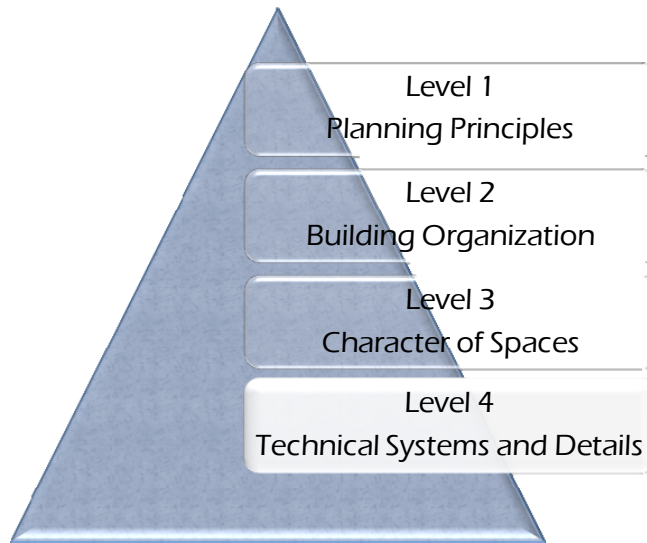 Level 1
Planning Principles
Level 2
Building Organization
Level 3
Character of Spaces
Level 4
Technical Systems and Details